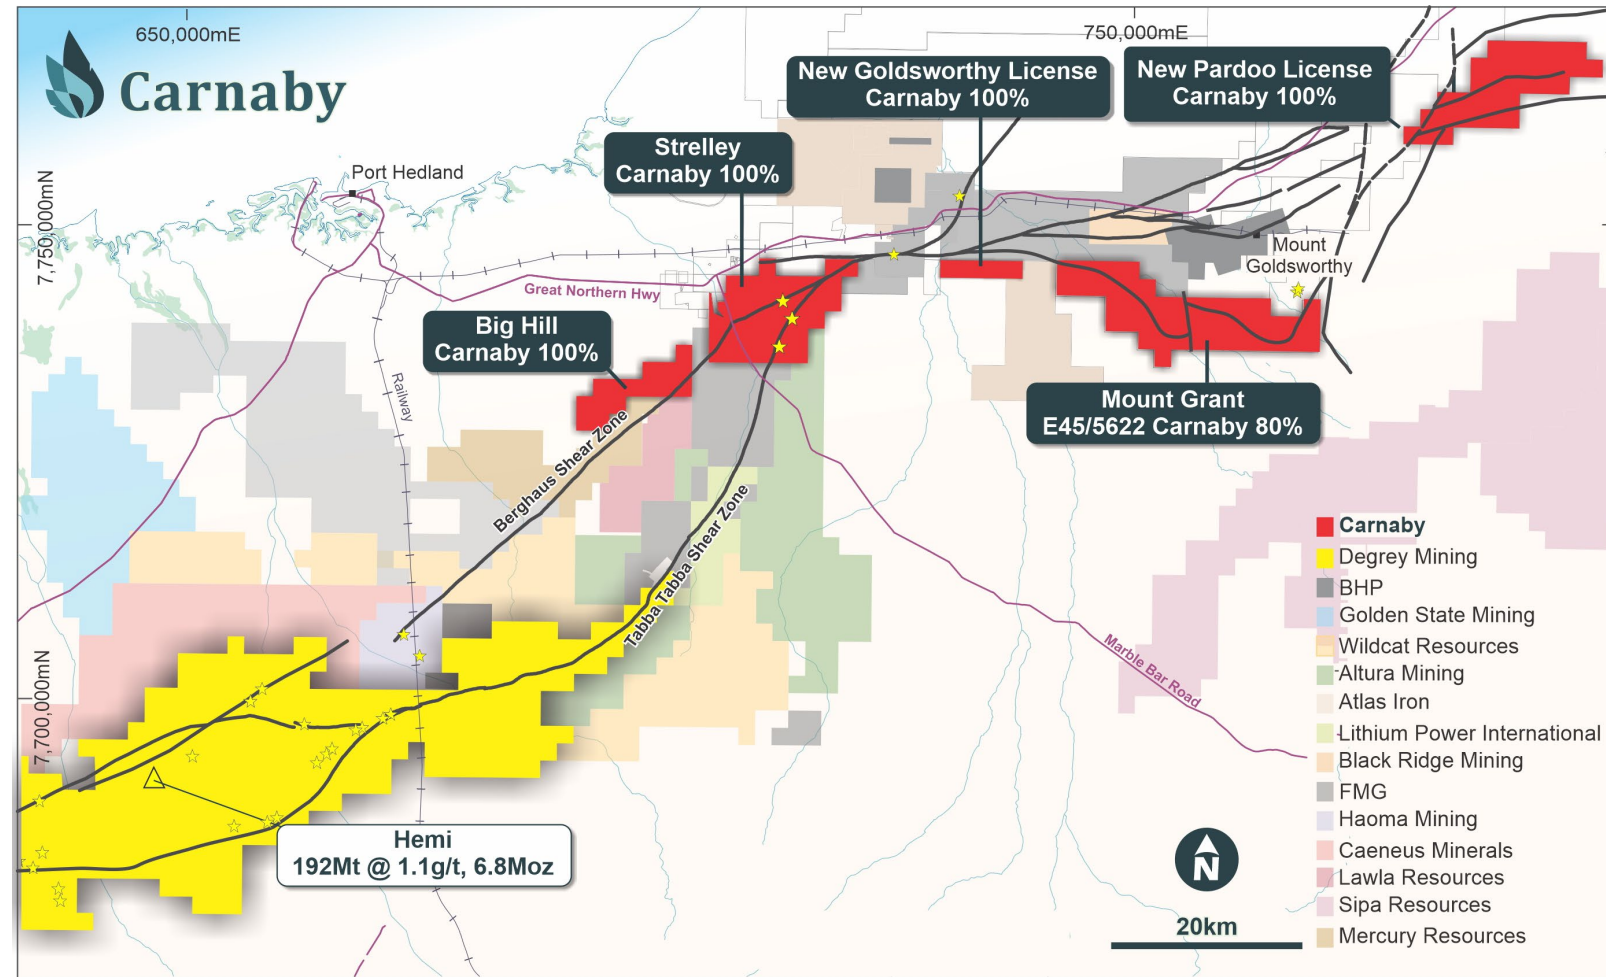 650,000mE
750,000mE
Carnaby
New Goldsworthy License
Carnaby 100%
New Pardoo License
Carnaby 100%
Strelley
Carnaby 100%
Port Hedland
7,750,000mN
Mount
Goldsworthy
Great Northern Hwy
Big Hill
Carnaby 100%
Railway
Mount Grant
E45/5622 Carnaby 80%
Berghaus Shear Zone
Tabba Tabba Shear Zone
Marble Bar Road
7,700,000mN
Hemi
192Mt @ 1.1g/t, 6.8Moz
Carnaby
Degrey Mining
BHP
Golden State Mining
Wildcat Resources
Altura Mining
Atlas Iron
Lithium Power International
Black Ridge Mining
FMG
Haoma Mining
Caeneus Minerals
Lawla Resources
Sipa Resources
Mercury Resources
N
20km